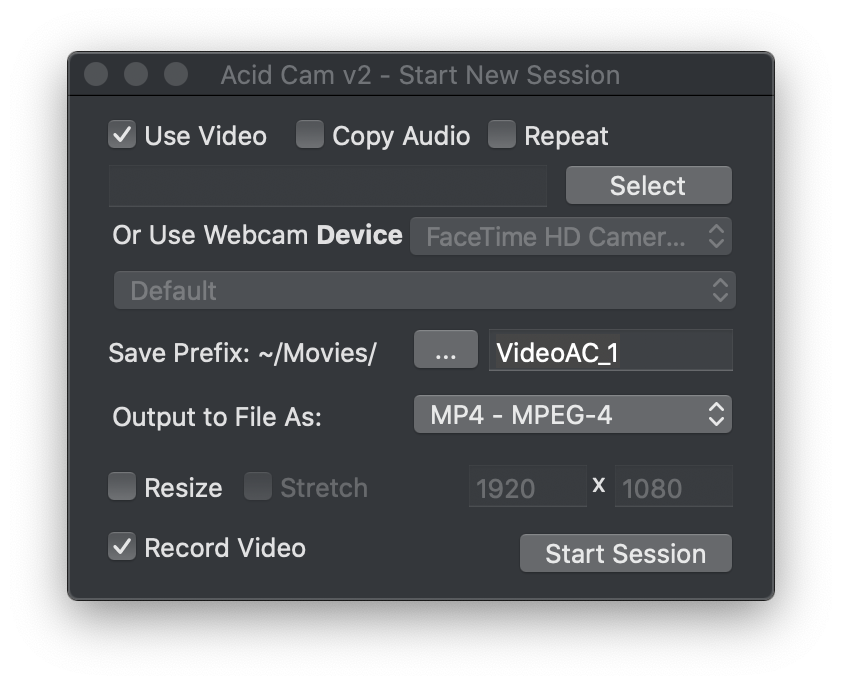 Acid Cam v2 - Start New Session
Use Video Copy Audio Repeat
Select
Or Use Webcam Device FaceTime HD Camer...
Default
Save Prefix: ~/Movies/ ... VideoAC_1
Output to File As: MP4 - MPEG-4
Resize Stretch 1920 x 1080
Record Video Start Session